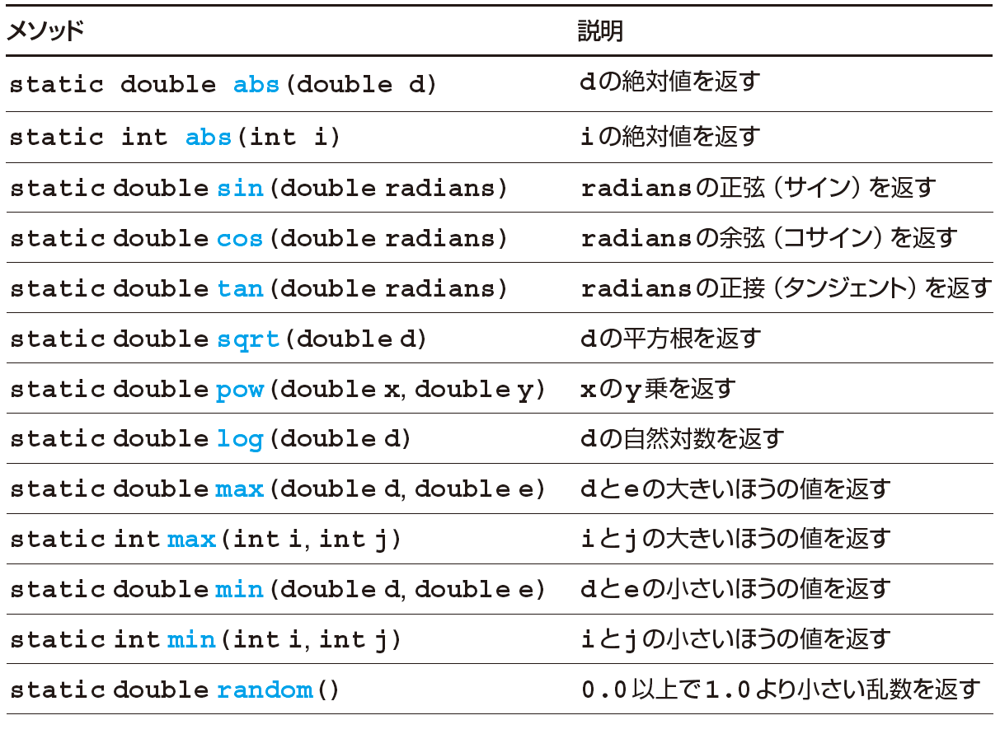 メソッド 説明
static double abs(double d) dの絶対値を返す
static int abs(int i) iの絶対値を返す
static double sin(double radians) radiansの正弦（サイン）を返す
static double cos(double radians) radiansの余弦（コサイン）を返す
static double tan(double radians) radiansの正接（タンジェント）を返す
static double sqrt(double d) dの平方根を返す
static double pow(double x, double y) xのy乗を返す
static double log(double d) dの自然対数を返す
static double max(double d, double e) dとeの大きいほうの値を返す
static int max(int i, int j) iとjの大きいほうの値を返す
static double min(double d, double e) dとeの小さいほうの値を返す
static int min(int i, int j) iとjの小さいほうの値を返す
static double random() 0.0以上で1.0より小さい乱数を返す